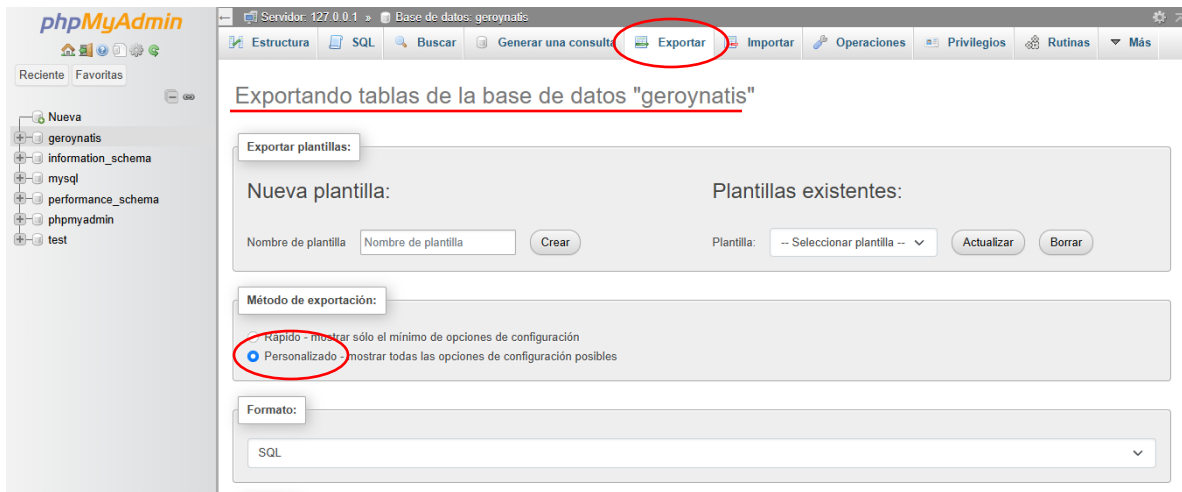 phpMyAdmin
Reciente Favoritas
Nueva
geroynatis
information_schema
mysql
performance_schema
phpmyadmin
test
← Servidor: 127.0.0.1 » Base de datos: geroynatis
Estructura SQL Buscar Generar una consulta Exportar Importar Operaciones Privilegios Rutinas Más
Exportando tablas de la base de datos "geroynatis"
Exportar plantillas:
Nueva plantilla: Plantillas existentes:
Nombre de plantilla Nombre de plantilla Crear Plantilla: -- Seleccionar plantilla -- Actualizar Borrar
Método de exportación:
Rápido - mostrar sólo el mínimo de opciones de configuración
Personalizado - mostrar todas las opciones de configuración posibles
Formato:
SQL